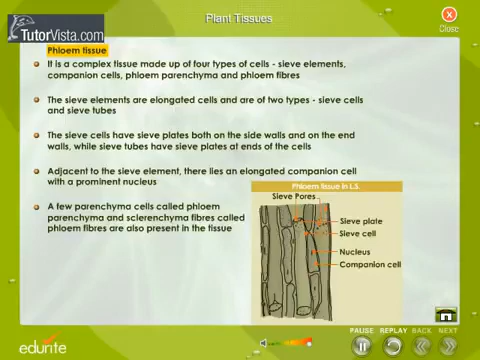 Plant Tissues
Close
TutorVista.com
Phloem tissue
It is a complex tissue made up of four types of cells - sieve elements,
companion cells, phloem parenchyma and phloem fibres
The sieve elements are elongated cells and are of two types - sieve cells
and sieve tubes
The sieve cells have sieve plates both on the side walls and on the end
walls, while sieve tubes have sieve plates at ends of the cells
Adjacent to the sieve element, there lies an elongated companion cell
with a prominent nucleus
A few parenchyma cells called phloem
parenchyma and sclerenchyma fibres called
phloem fibres are also present in the tissue
Phloem tissue in L.S.
Sieve Pores
Sieve plate
Sieve cell
Nucleus
Companion cell
PAUSE REPLAY BACK NEXT
edurite